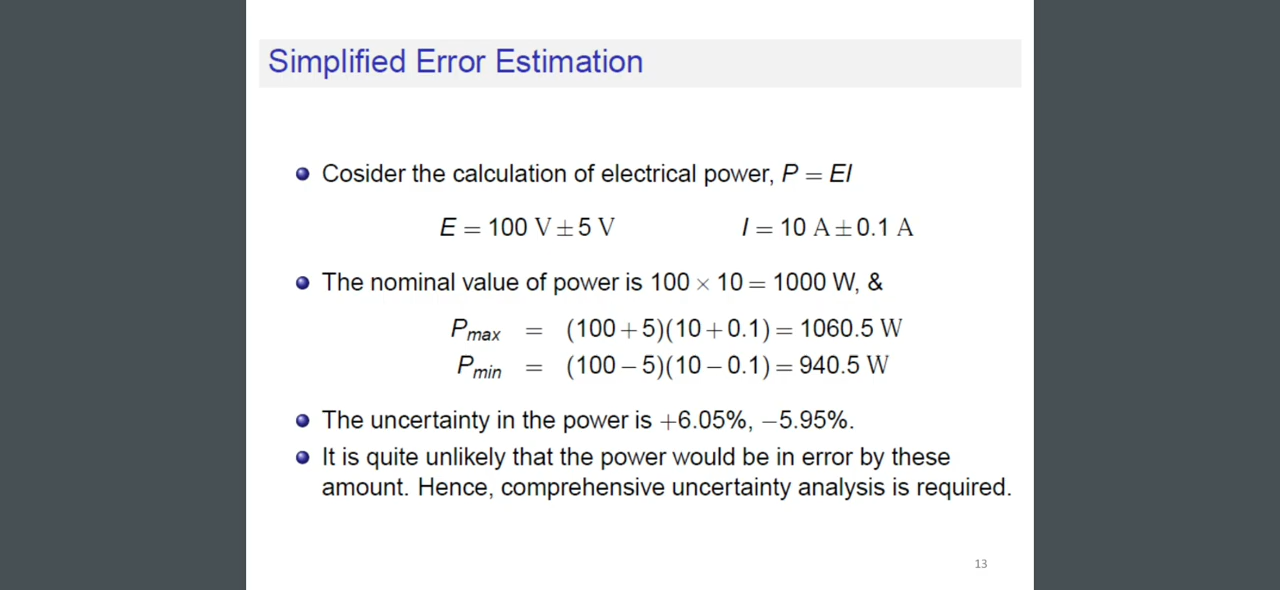 Simplified Error Estimation
Cosider the calculation of electrical power, P = EI
E = 100 V ± 5 V I = 10 A ± 0.1 A
The nominal value of power is 100 × 10 = 1000 W, &
Pmax = (100 + 5)(10 + 0.1) = 1060.5 W
Pmin = (100 − 5)(10 − 0.1) = 940.5 W
The uncertainty in the power is +6.05%, −5.95%.
It is quite unlikely that the power would be in error by these
amount. Hence, comprehensive uncertainty analysis is required.
13